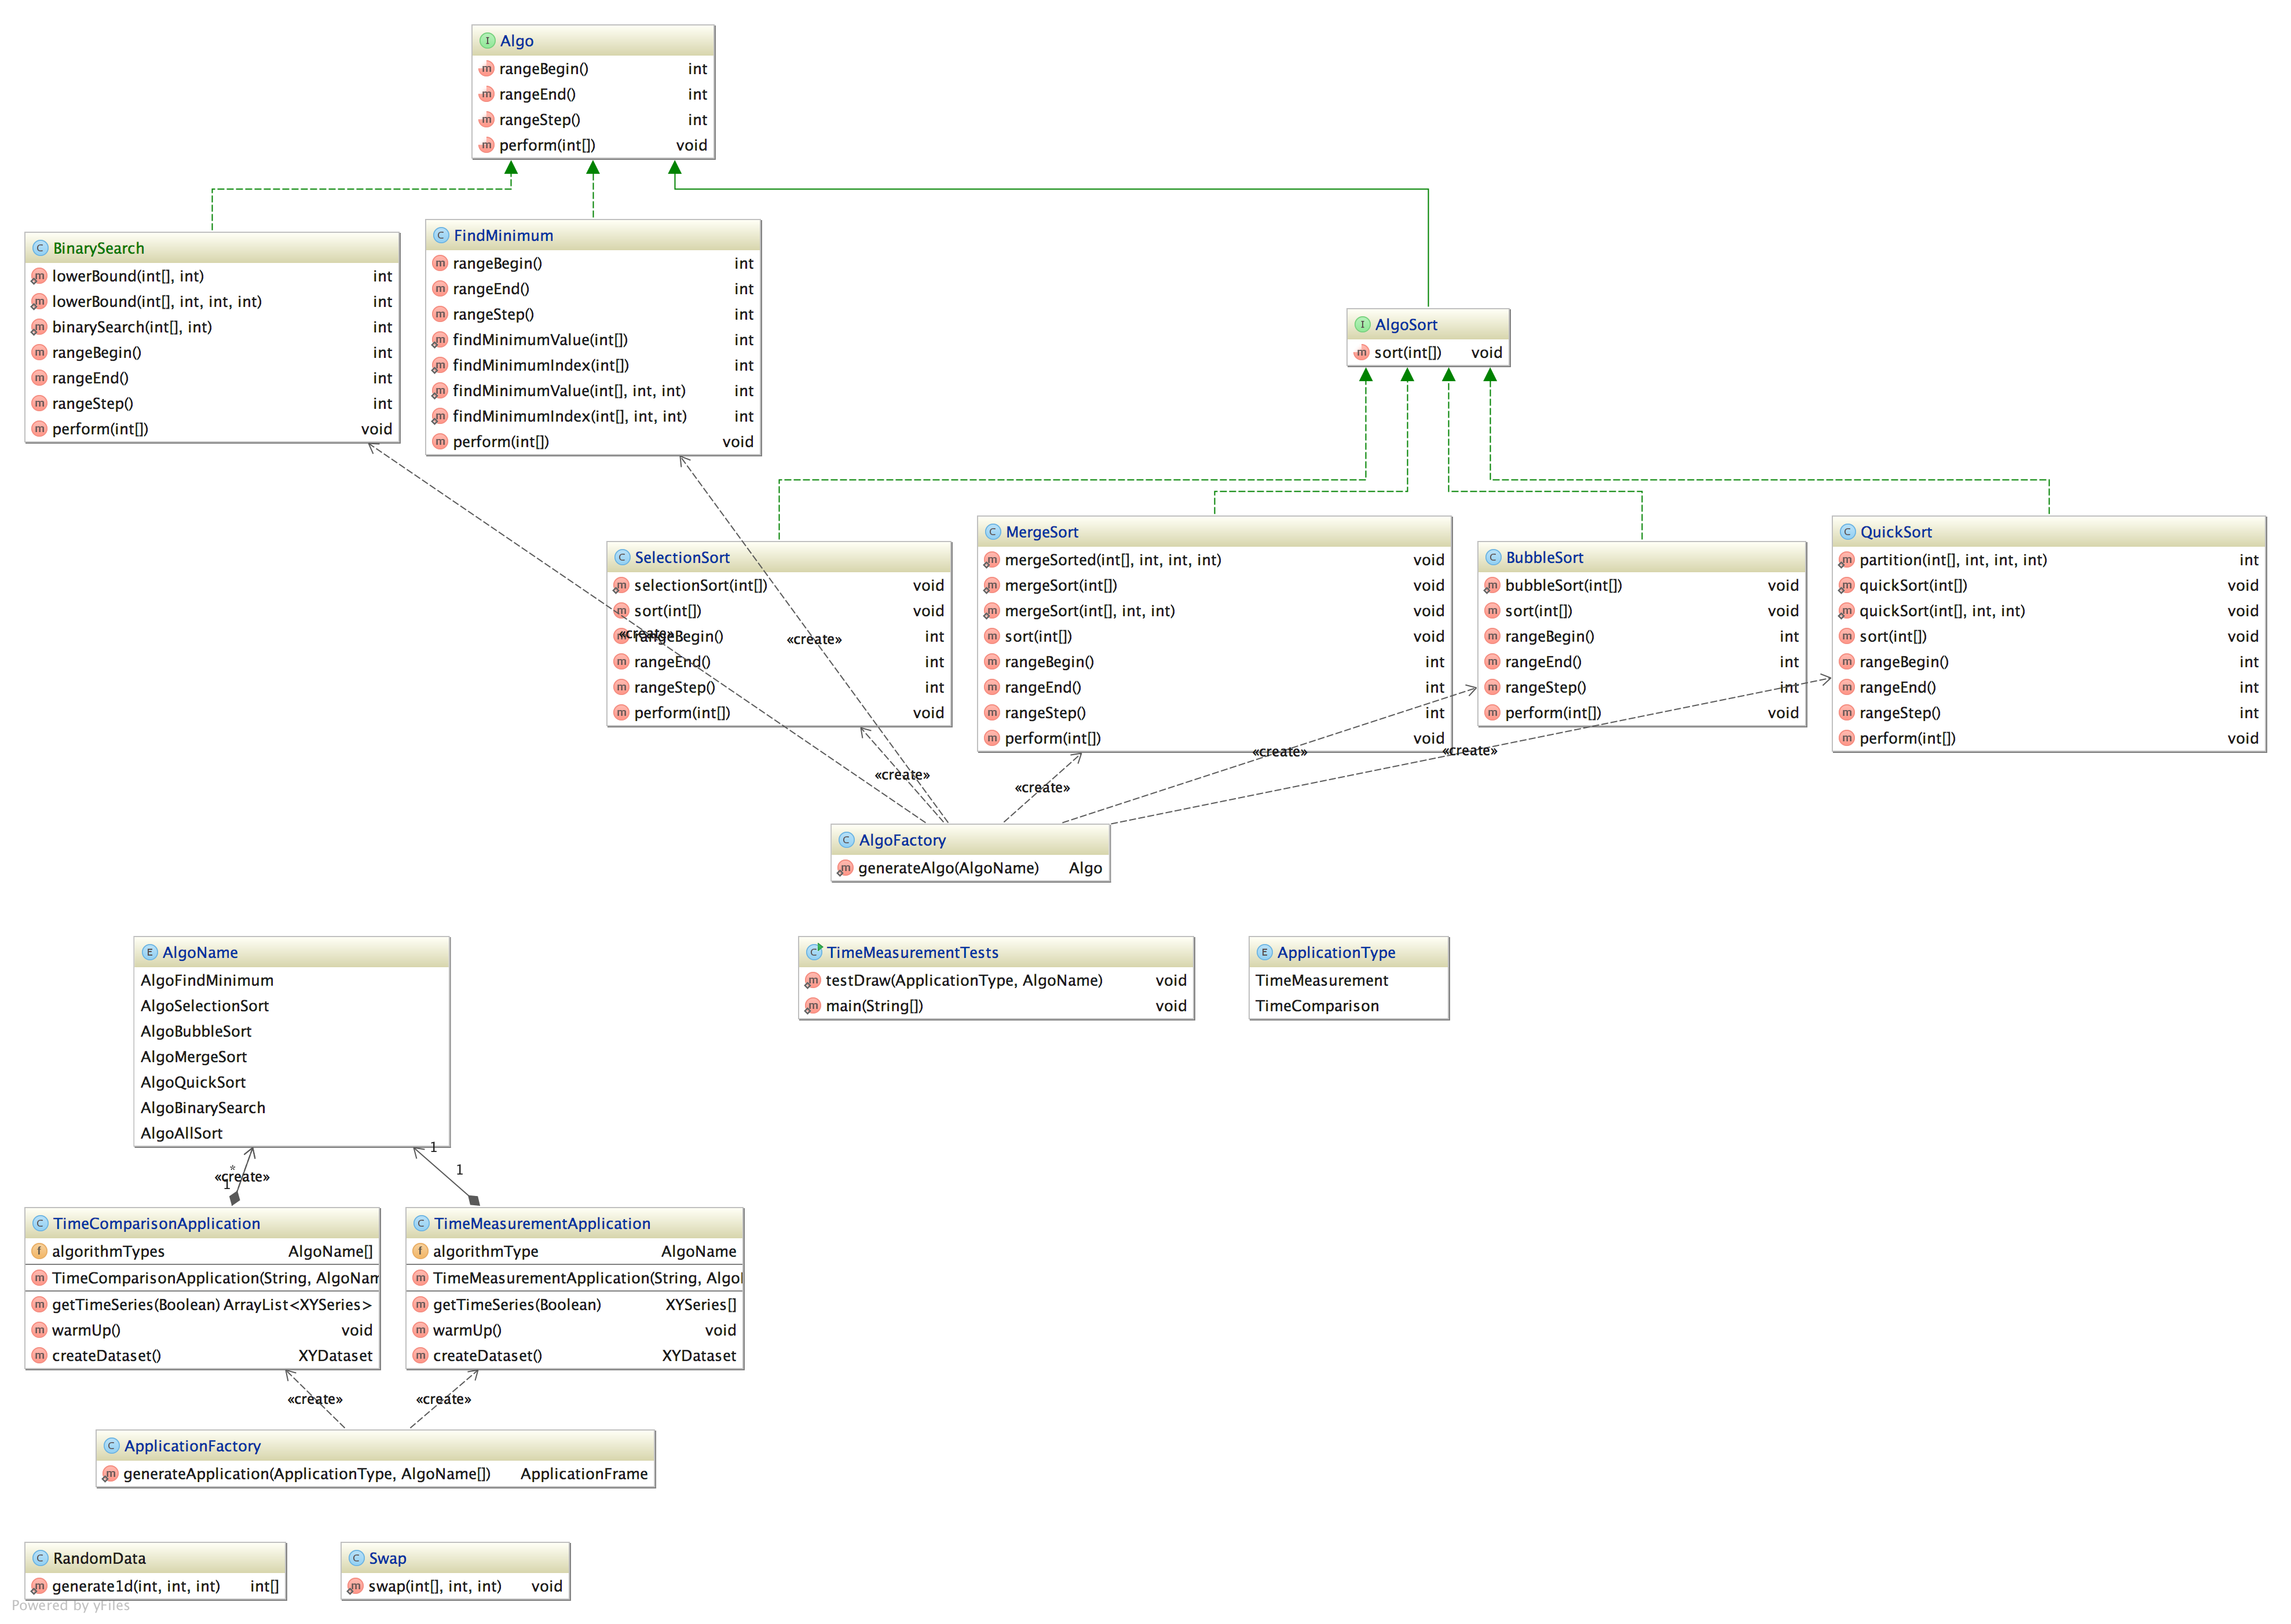 Algo
rangeBegin() int
rangeEnd() int
rangeStep() int
perform(int[]) void
BinarySearch
lowerBound(int[], int) int
lowerBound(int[], int, int, int) int
binarySearch(int[], int) int
rangeBegin() int
rangeEnd() int
rangeStep() int
perform(int[]) void
FindMinimum
rangeBegin() int
rangeEnd() int
rangeStep() int
findMinimumValue(int[]) int
findMinimumIndex(int[]) int
findMinimumValue(int[], int, int) int
findMinimumIndex(int[], int, int) int
perform(int[]) void
AlgoSort
sort(int[]) void
SelectionSort
selectionSort(int[]) void
sort(int[]) void
rangeBegin() int
rangeEnd() int
rangeStep() int
perform(int[]) void
MergeSort
mergeSorted(int[], int, int, int) void
mergeSort(int[]) void
mergeSort(int[], int, int) void
sort(int[]) void
rangeBegin() int
rangeEnd() int
rangeStep() int
perform(int[]) void
BubbleSort
bubbleSort(int[]) void
sort(int[]) void
rangeBegin() int
rangeEnd() int
rangeStep() int
perform(int[]) void
QuickSort
partition(int[], int, int, int) int
quickSort(int[]) void
quickSort(int[], int, int) void
sort(int[]) void
rangeBegin() int
rangeEnd() int
rangeStep() int
perform(int[]) void
«create»
«create»
«create»
«create»
«create»
«create»
AlgoFactory
generateAlgo(AlgoName) Algo
AlgoName
AlgoFindMinimum
AlgoSelectionSort
AlgoBubbleSort
AlgoMergeSort
AlgoQuickSort
AlgoBinarySearch
AlgoAllSort
TimeMeasurementTests
testDraw(ApplicationType, AlgoName) void
main(String[]) void
ApplicationType
TimeMeasurement
TimeComparison
*
«create»
1
1
1
TimeComparisonApplication
algorithmTypes AlgoName[]
TimeComparisonApplication(String, AlgoNam
getTimeSeries(Boolean) ArrayList<XYSeries>
warmUp() void
createDataset() XYDataset
TimeMeasurementApplication
algorithmType AlgoName
TimeMeasurementApplication(String, Algo
getTimeSeries(Boolean) XYSeries[]
warmUp() void
createDataset() XYDataset
«create»
«create»
ApplicationFactory
generateApplication(ApplicationType, AlgoName[]) ApplicationFrame
RandomData
generate1d(int, int, int) int[]
Swap
swap(int[], int, int) void
Powered by yFiles